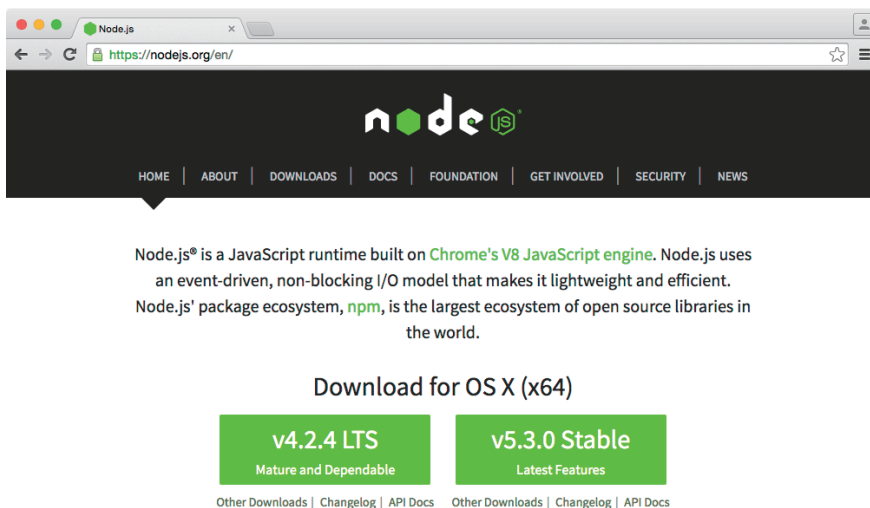 Node.js
https://nodejs.org/en/
node JS
HOME | ABOUT | DOWNLOADS | DOCS | FOUNDATION | GET INVOLVED | SECURITY | NEWS
Node.js® is a JavaScript runtime built on Chrome's V8 JavaScript engine. Node.js uses
an event-driven, non-blocking I/O model that makes it lightweight and efficient.
Node.js' package ecosystem, npm, is the largest ecosystem of open source libraries in
the world.
Download for OS X (x64)
v4.2.4 LTS v5.3.0 Stable
Mature and Dependable Latest Features
Other Downloads | Changelog | API Docs Other Downloads | Changelog | API Docs